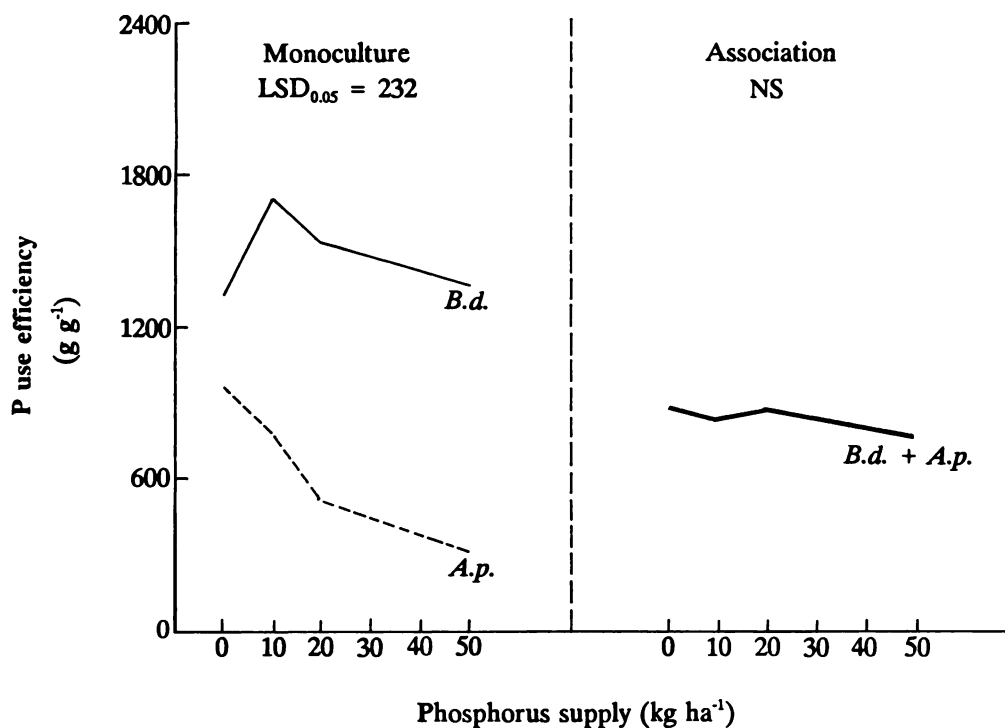 2400
1800
1200
600
0
P use efficiency
(g g⁻¹)
Monoculture
LSD₀.₀₅ = 232
B.d.
A.p.
Association
NS
B.d. + A.p.
0 10 20 30 40 50
0 10 20 30 40 50
Phosphorus supply (kg ha⁻¹)